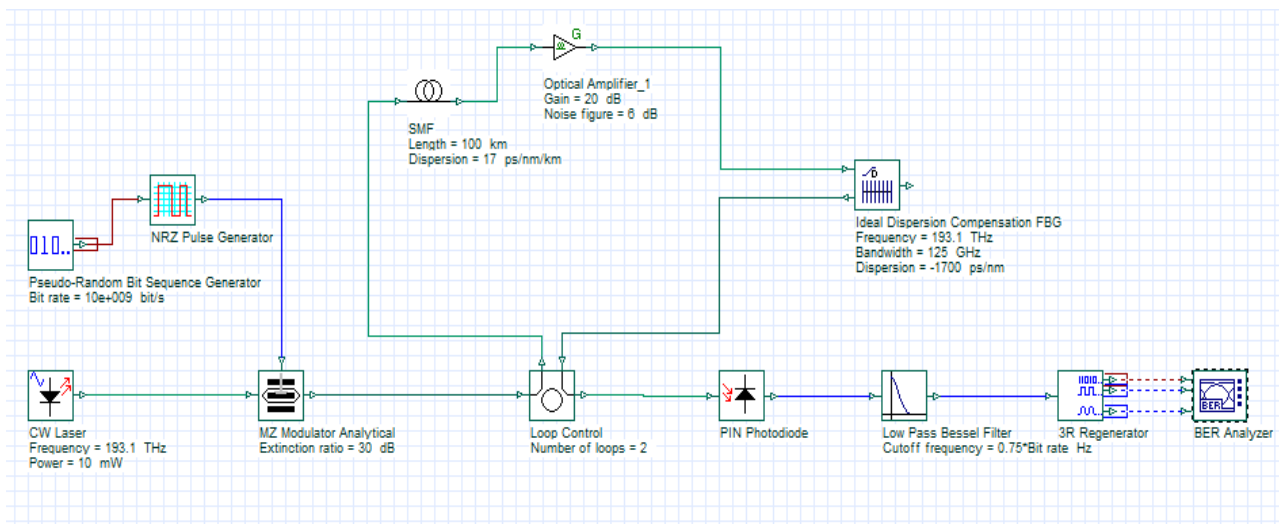 G
Optical Amplifier_1
Gain = 20 dB
Noise figure = 6 dB
SMF
Length = 100 km
Dispersion = 17 ps/nm/km
NRZ Pulse Generator
010..
Pseudo-Random Bit Sequence Generator
Bit rate = 10e+009 bit/s
Ideal Dispersion Compensation FBG
Frequency = 193.1 THz
Bandwidth = 125 GHz
Dispersion = -1700 ps/nm
CW Laser
Frequency = 193.1 THz
Power = 10 mW
MZ Modulator Analytical
Extinction ratio = 30 dB
Loop Control
Number of loops = 2
PIN Photodiode
Low Pass Bessel Filter
Cutoff frequency = 0.75*Bit rate Hz
3R Regenerator
BER
BER Analyzer